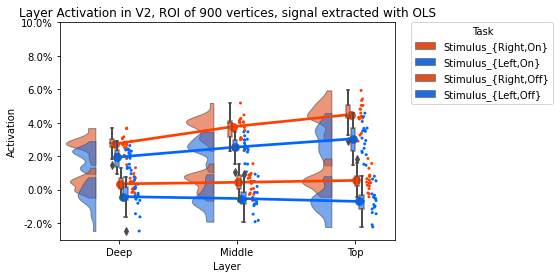 Layer Activation in V2, ROI of 900 vertices, signal extracted with OLS
10.0%
8.0%
6.0%
4.0%
2.0%
0.0%
-2.0%
Activation
Deep
Middle
Top
Layer
Task
Stimulus_{Right,On}
Stimulus_{Left,On}
Stimulus_{Right,Off}
Stimulus_{Left,Off}